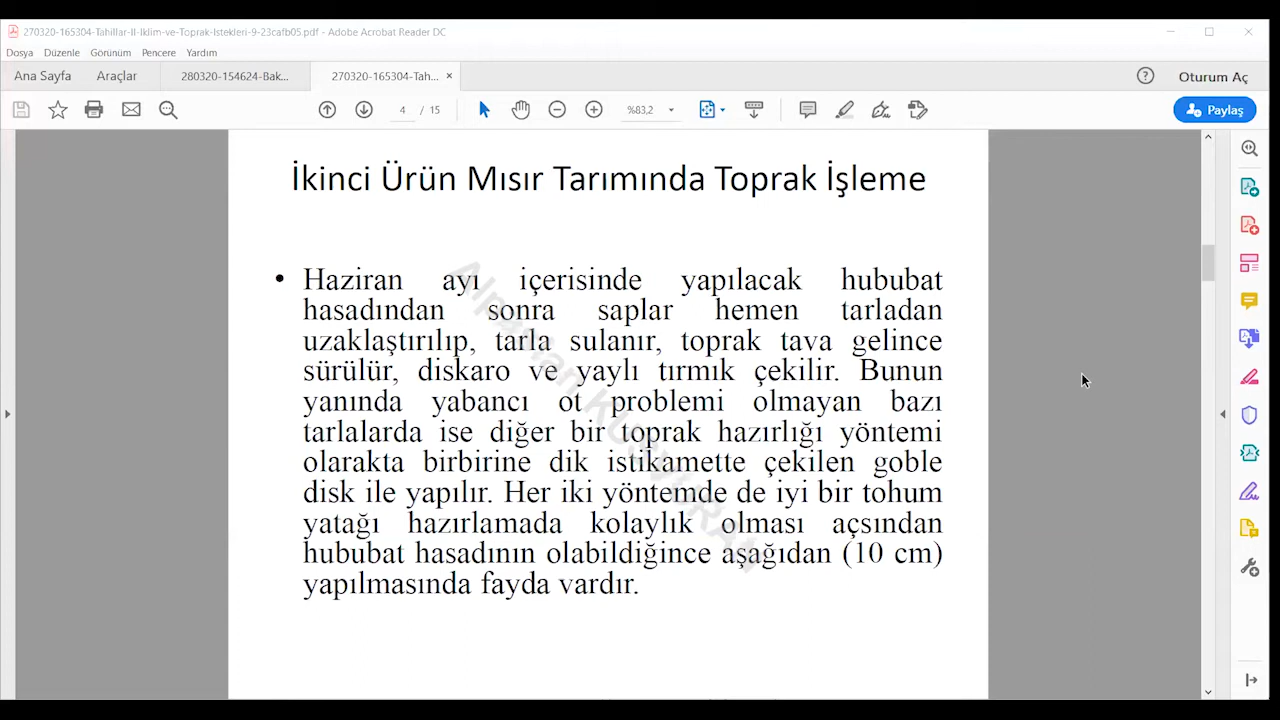 270320-165304-Tahillar-II-Iklim-ve-Toprak-Istekleri-9-23cafb05.pdf - Adobe Acrobat Reader DC
Dosya Düzenle Görünüm Pencere Yardım
Ana Sayfa Araçlar 280320-154624-Bak... 270320-165304-Tah... × Oturum Aç
4 / 15 %83,2 Paylaş
İkinci Ürün Mısır Tarımında Toprak İşleme
• Haziran ayı içerisinde yapılacak hububat
hasadından sonra saplar hemen tarladan
uzaklaştırılıp, tarla sulanır, toprak tava gelince
sürülür, diskaro ve yaylı tırmık çekilir. Bunun
yanında yabancı ot problemi olmayan bazı
tarlalarda ise diğer bir toprak hazırlığı yöntemi
olarakta birbirine dik istikamette çekilen goble
disk ile yapılır. Her iki yöntemde de iyi bir tohum
yatağı hazırlamada kolaylık olması açsından
hububat hasadının olabildiğince aşağıdan (10 cm)
yapılmasında fayda vardır.